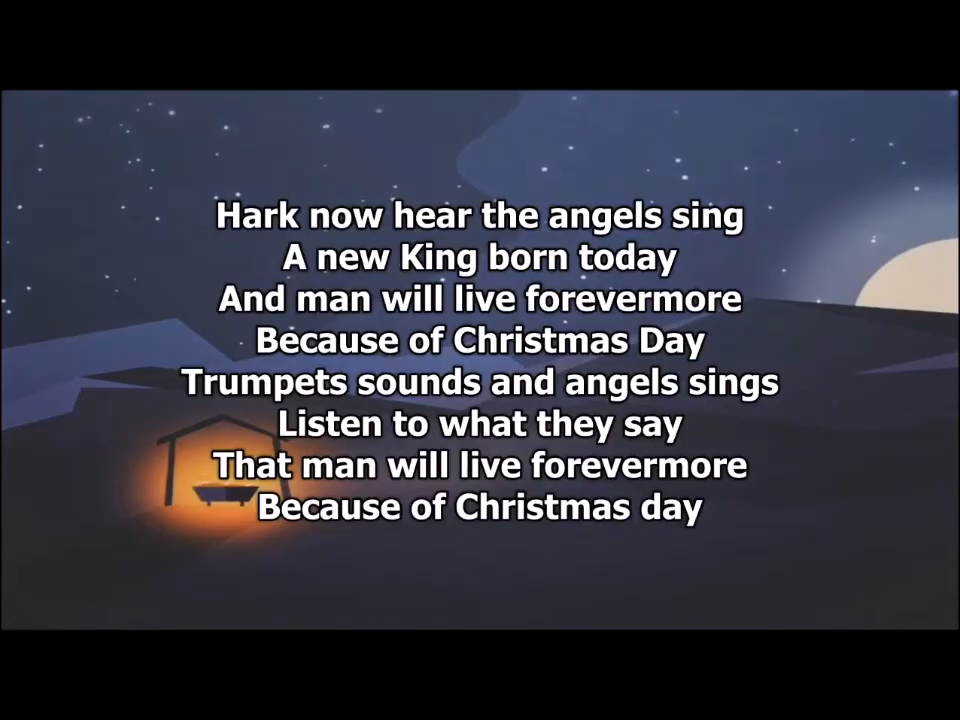 Hark now hear the angels sing
A new King born today
And man will live forevermore
Because of Christmas Day
Trumpets sounds and angels sings
Listen to what they say
That man will live forevermore
Because of Christmas day